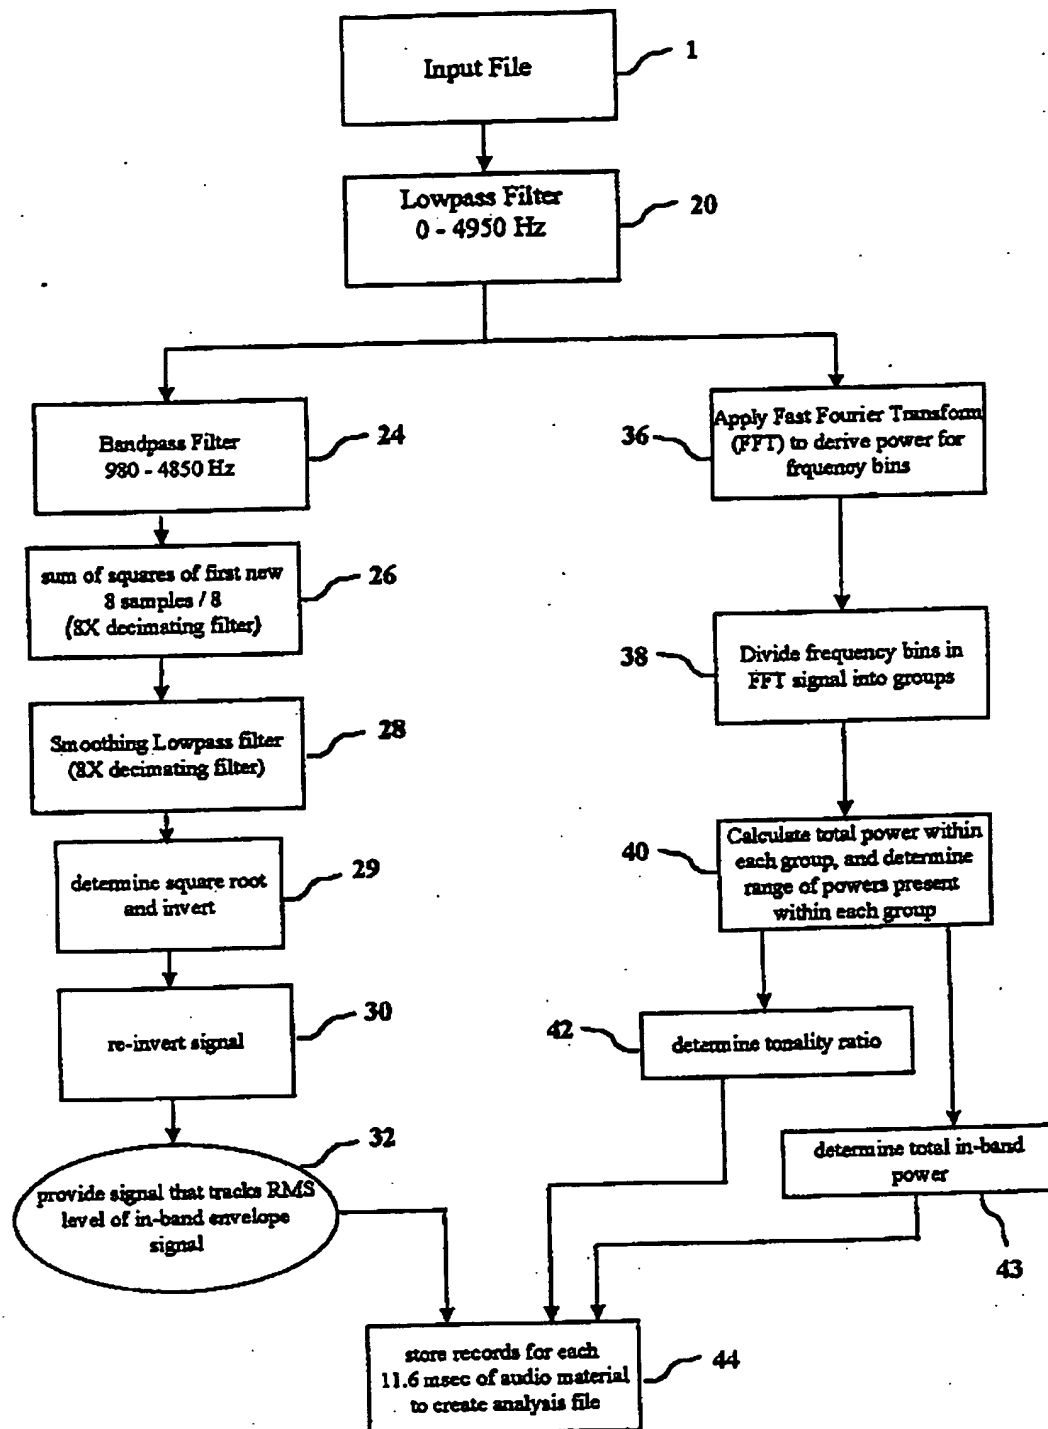 Input File
1
Lowpass Filter
0 - 4950 Hz
20
Bandpass Filter
980 - 4850 Hz
24
sum of squares of first new
8 samples / 8
(8X decimating filter)
26
Smoothing Lowpass filter
(8X decimating filter)
28
determine square root
and invert
29
re-invert signal
30
provide signal that tracks RMS
level of in-band envelope
signal
32
36
Apply Fast Fourier Transform
(FFT) to derive power for
frquency bins
38
Divide frequency bins in
FFT signal into groups
40
Calculate total power within
each group, and determine
range of powers present
within each group
42
determine tonality ratio
determine total in-band
power
43
store records for each
11.6 msec of audio material
to create analysis file
44